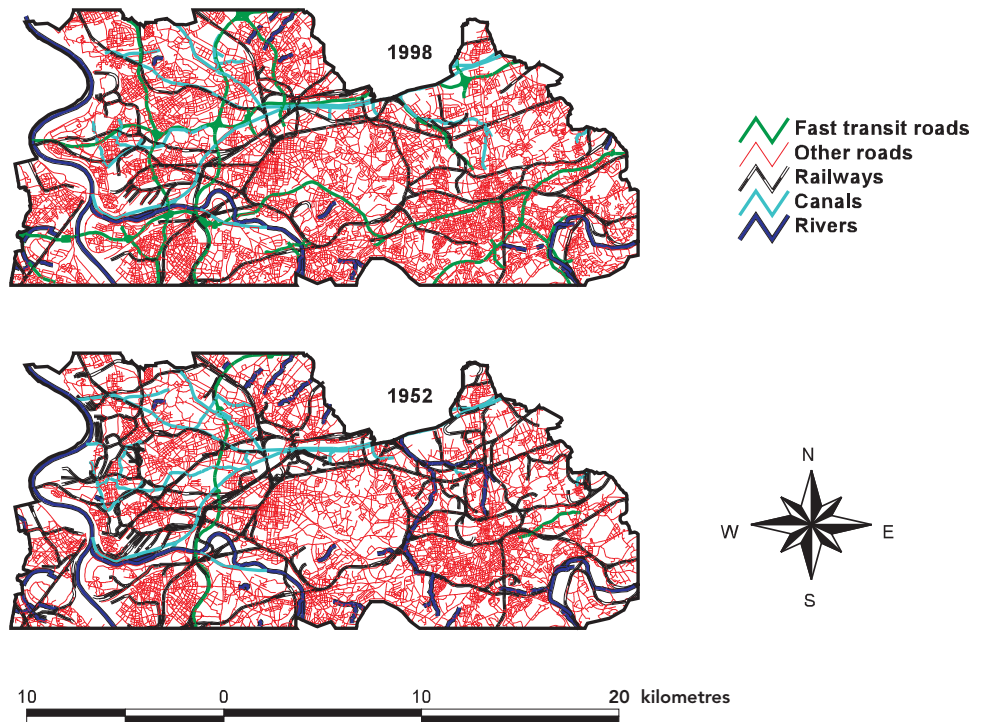 1998
Fast transit roads
Other roads
Railways
Canals
Rivers
1952
N
W E
S
10 0 10 20 kilometres